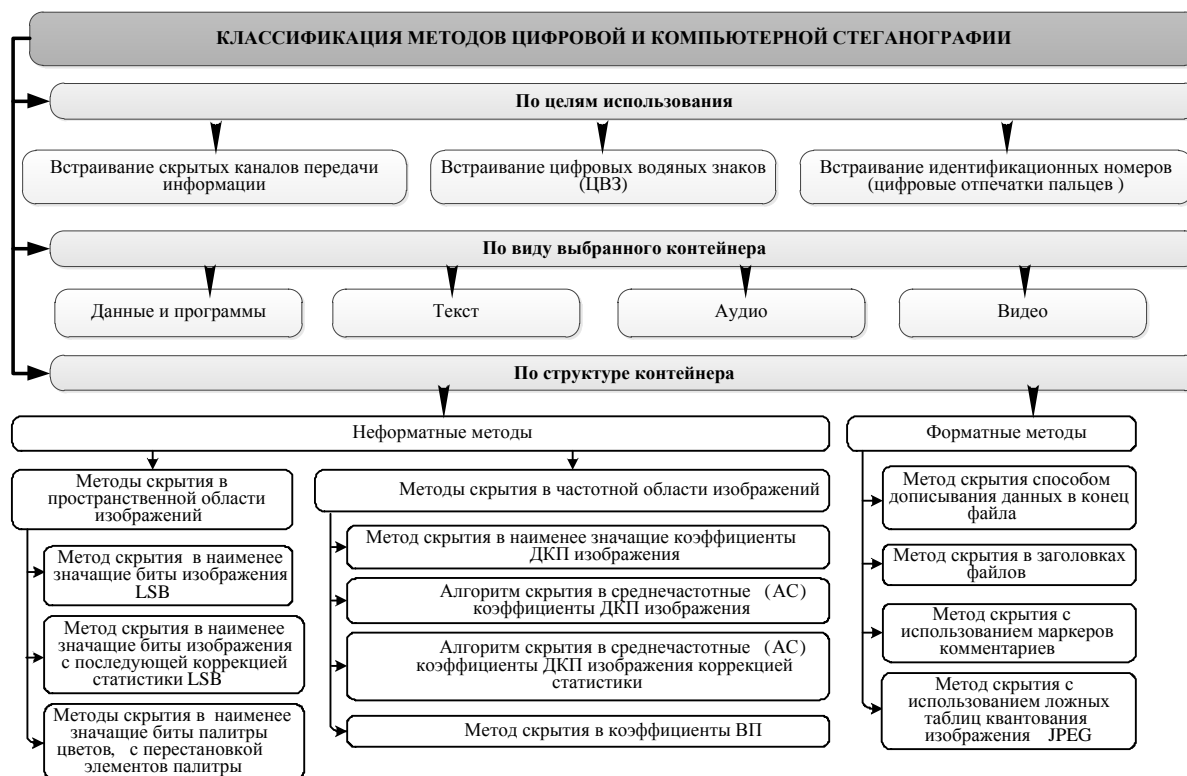 КЛАССИФИКАЦИЯ МЕТОДОВ ЦИФРОВОЙ И КОМПЬЮТЕРНОЙ СТЕГАНОГРАФИИ
По целям использования
Встраивание скрытых каналов передачи
информации
Встраивание цифровых водяных знаков
(ЦВЗ)
Встраивание идентификационных номеров
(цифровые отпечатки пальцев )
По виду выбранного контейнера
Данные и программы
Текст
Аудио
Видео
По структуре контейнера
Неформатные методы
Методы скрытия в
пространственной области
изображений
Метод скрытия в наименее
значащие биты изображения
LSB
Метод скрытия в наименее
значащие биты изображения
с последующей коррекцией
статистики LSB
Методы скрытия в наименее
значащие биты палитры
цветов, с перестановкой
элементов палитры
Методы скрытия в частотной области изображений
Метод скрытия в наименее значащие коэффициенты
ДКП изображения
Алгоритм скрытия в среднечастотные (AC)
коэффициенты ДКП изображения
Алгоритм скрытия в среднечастотные (AC)
коэффициенты ДКП изображения коррекцией
статистики
Метод скрытия в коэффициенты ВП
Форматные методы
Метод скрытия способом
дописывания данных в конец
файла
Метод скрытия в заголовках
файлов
Метод скрытия с
использованием маркеров
комментариев
Метод скрытия с
использованием ложных
таблиц квантования
изображения JPEG